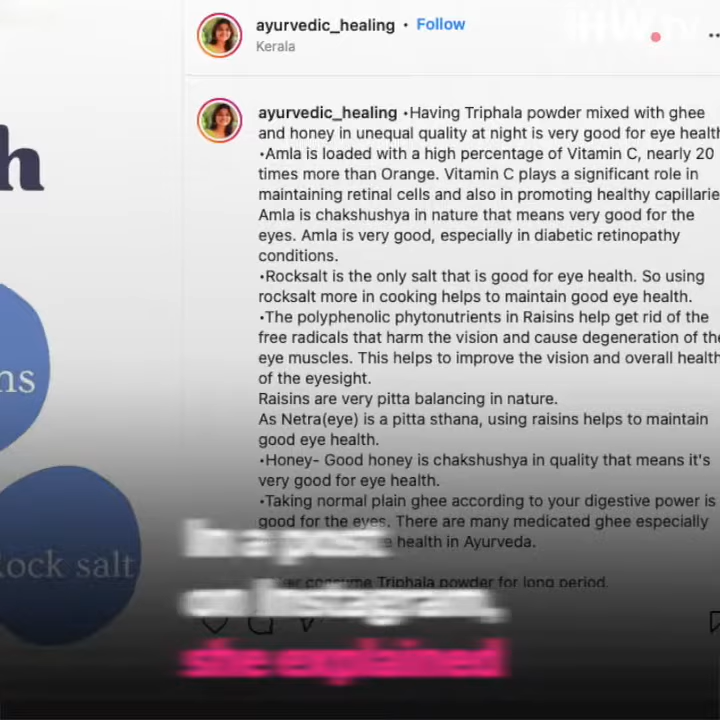 ayurvedic_healing • Follow
Kerala
IHW.tv
h
ns
Rock salt
ayurvedic_healing •Having Triphala powder mixed with ghee
and honey in unequal quality at night is very good for eye health
•Amla is loaded with a high percentage of Vitamin C, nearly 20
times more than Orange. Vitamin C plays a significant role in
maintaining retinal cells and also in promoting healthy capillarie
Amla is chakshushya in nature that means very good for the
eyes. Amla is very good, especially in diabetic retinopathy
conditions.
•Rocksalt is the only salt that is good for eye health. So using
rocksalt more in cooking helps to maintain good eye health.
•The polyphenolic phytonutrients in Raisins help get rid of the
free radicals that harm the vision and cause degeneration of the
eye muscles. This helps to improve the vision and overall health
of the eyesight.
Raisins are very pitta balancing in nature.
As Netra(eye) is a pitta sthana, using raisins helps to maintain
good eye health.
•Honey- Good honey is chakshushya in quality that means it's
very good for eye health.
•Taking normal plain ghee according to your digestive power is
good for the eyes. There are many medicated ghee especially
health in Ayurveda.
consume Triphala powder for long period.
In a post
on Instagram,
she explained